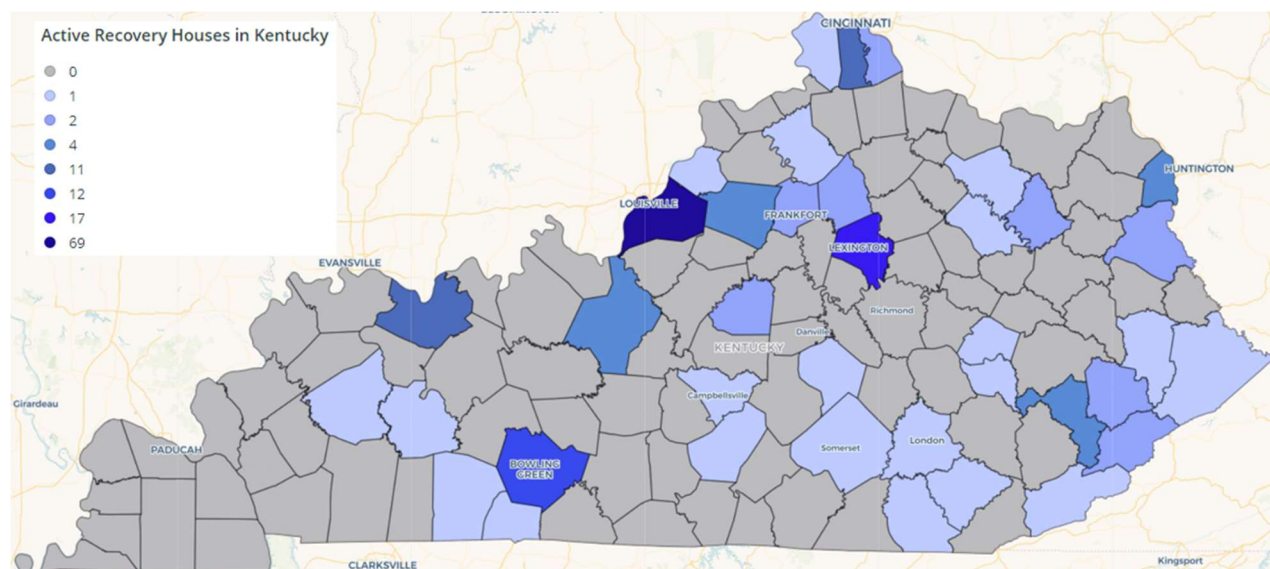 Active Recovery Houses in Kentucky
0
1
2
4
11
12
17
69
CINCINNATI
HUNTINGTON
LOUISVILLE
FRANKFORT
LEXINGTON
EVANSVILLE
Richmond
Danville
KENTUCKY
Campbellsville
Girardeau
PADUCAH
Somerset
London
BOWLING
GREEN
CLARKSVILLE
Kingsport